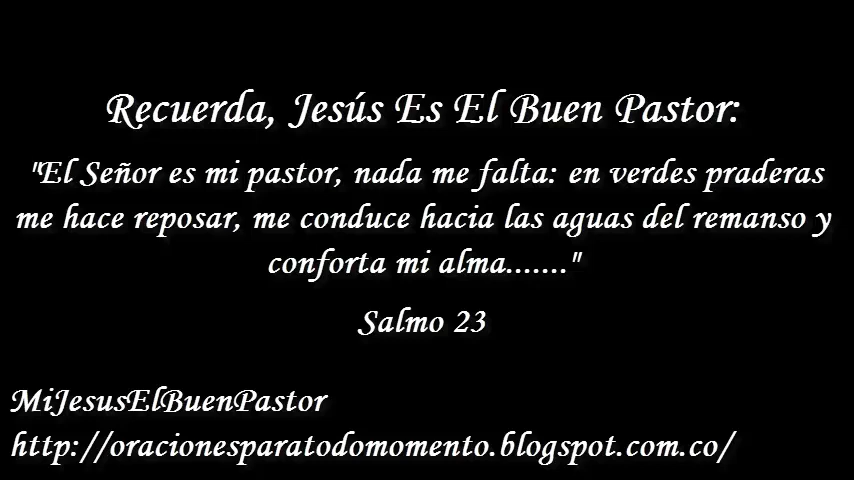 Recuerda, Jesús Es El Buen Pastor:
"El Señor es mi pastor, nada me falta: en verdes praderas
me hace reposar, me conduce hacia las aguas del remanso y
conforta mi alma......."
Salmo 23
MiJesusElBuenPastor
http://oracionesparatodomomento.blogspot.com.co/